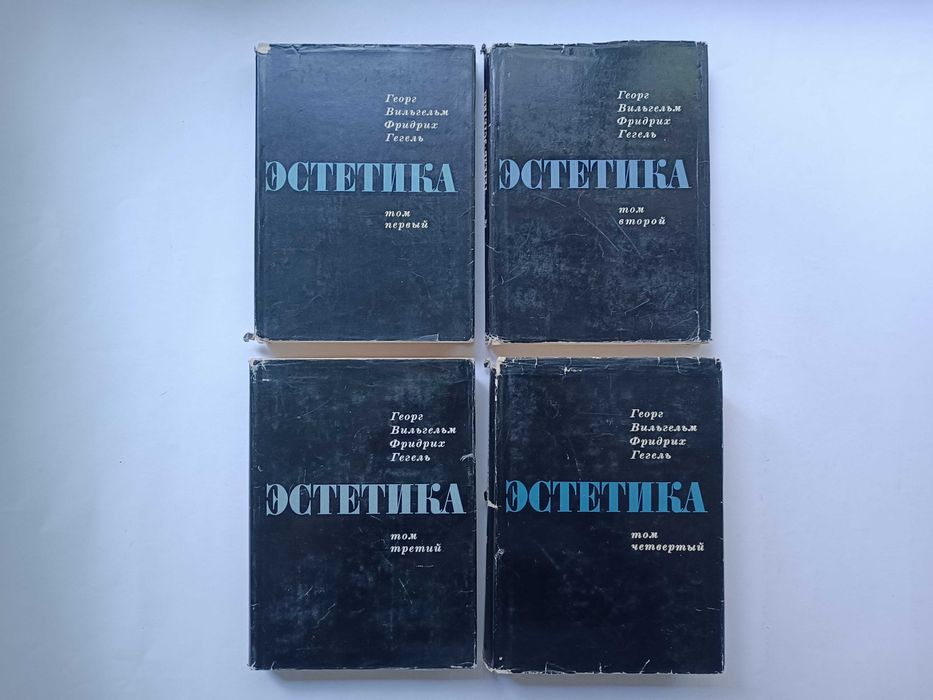 Георг
Вильгельм
Фридрих
Гегель
ЭСТЕТИКА
том
первый
Георг
Вильгельм
Фридрих
Гегель
ЭСТЕТИКА
том
второй
Георг
Вильгельм
Фридрих
Гегель
ЭСТЕТИКА
том
третий
Георг
Вильгельм
Фридрих
Гегель
ЭСТЕТИКА
том
четвертый